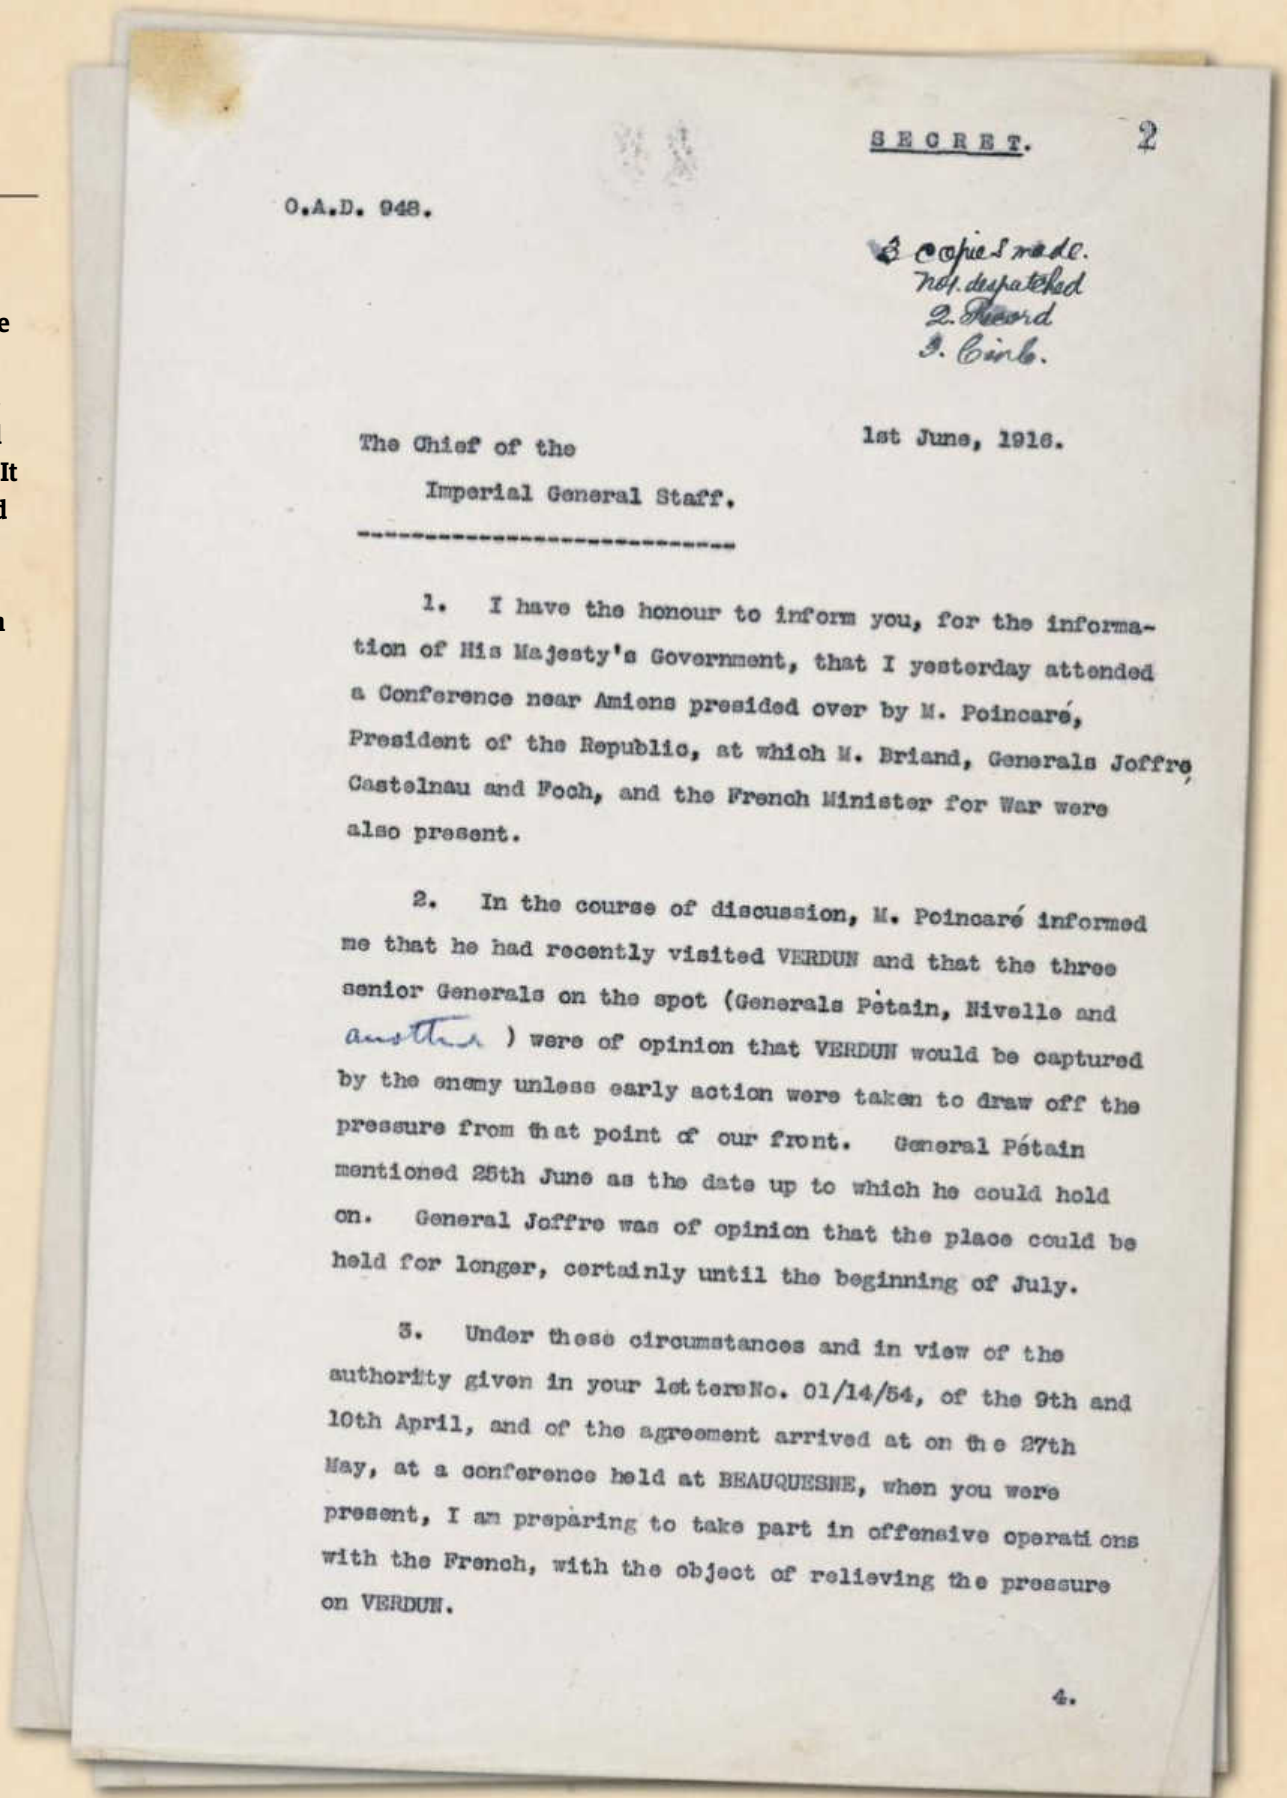 SECRET. 2
O.A.D. 948.
3 copies made.
No1. despatched
2. Record
3. C in C.
1st June, 1916.
The Chief of the
Imperial General Staff.
----------------------------
1. I have the honour to inform you, for the informa-
tion of His Majesty's Government, that I yesterday attended
a Conference near Amiens presided over by M. Poincaré,
President of the Republic, at which M. Briand, Generals Joffre,
Castelnau and Foch, and the French Minister for War were
also present.
2. In the course of discussion, M. Poincaré informed
me that he had recently visited VERDUN and that the three
senior Generals on the spot (Generals Pétain, Nivelle and
another ) were of opinion that VERDUN would be captured
by the enemy unless early action were taken to draw off the
pressure from that point of our front. General Pétain
mentioned 25th June as the date up to which he could hold
on. General Joffre was of opinion that the place could be
held for longer, certainly until the beginning of July.
3. Under these circumstances and in view of the
authority given in your letters No. 01/14/54, of the 9th and
10th April, and of the agreement arrived at on the 27th
May, at a conference held at BEAUQUESNE, when you were
present, I am preparing to take part in offensive operations
with the French, with the object of relieving the pressure
on VERDUN.
4.
e
It
d